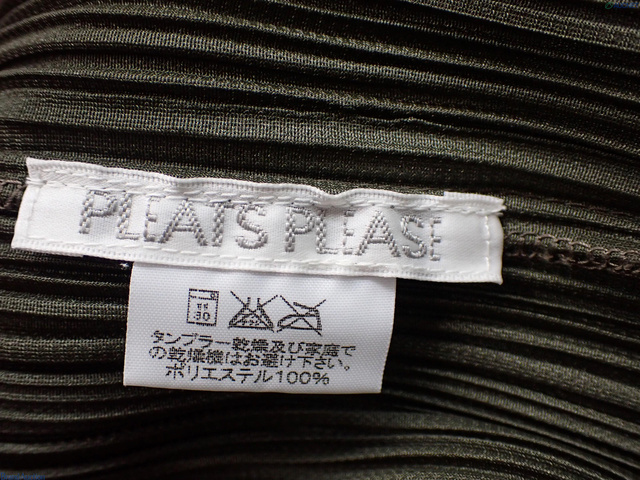 PLEATS PLEASE
タンブラー乾燥及び家庭で
の乾燥機はお避け下さい。
ポリエステル100%